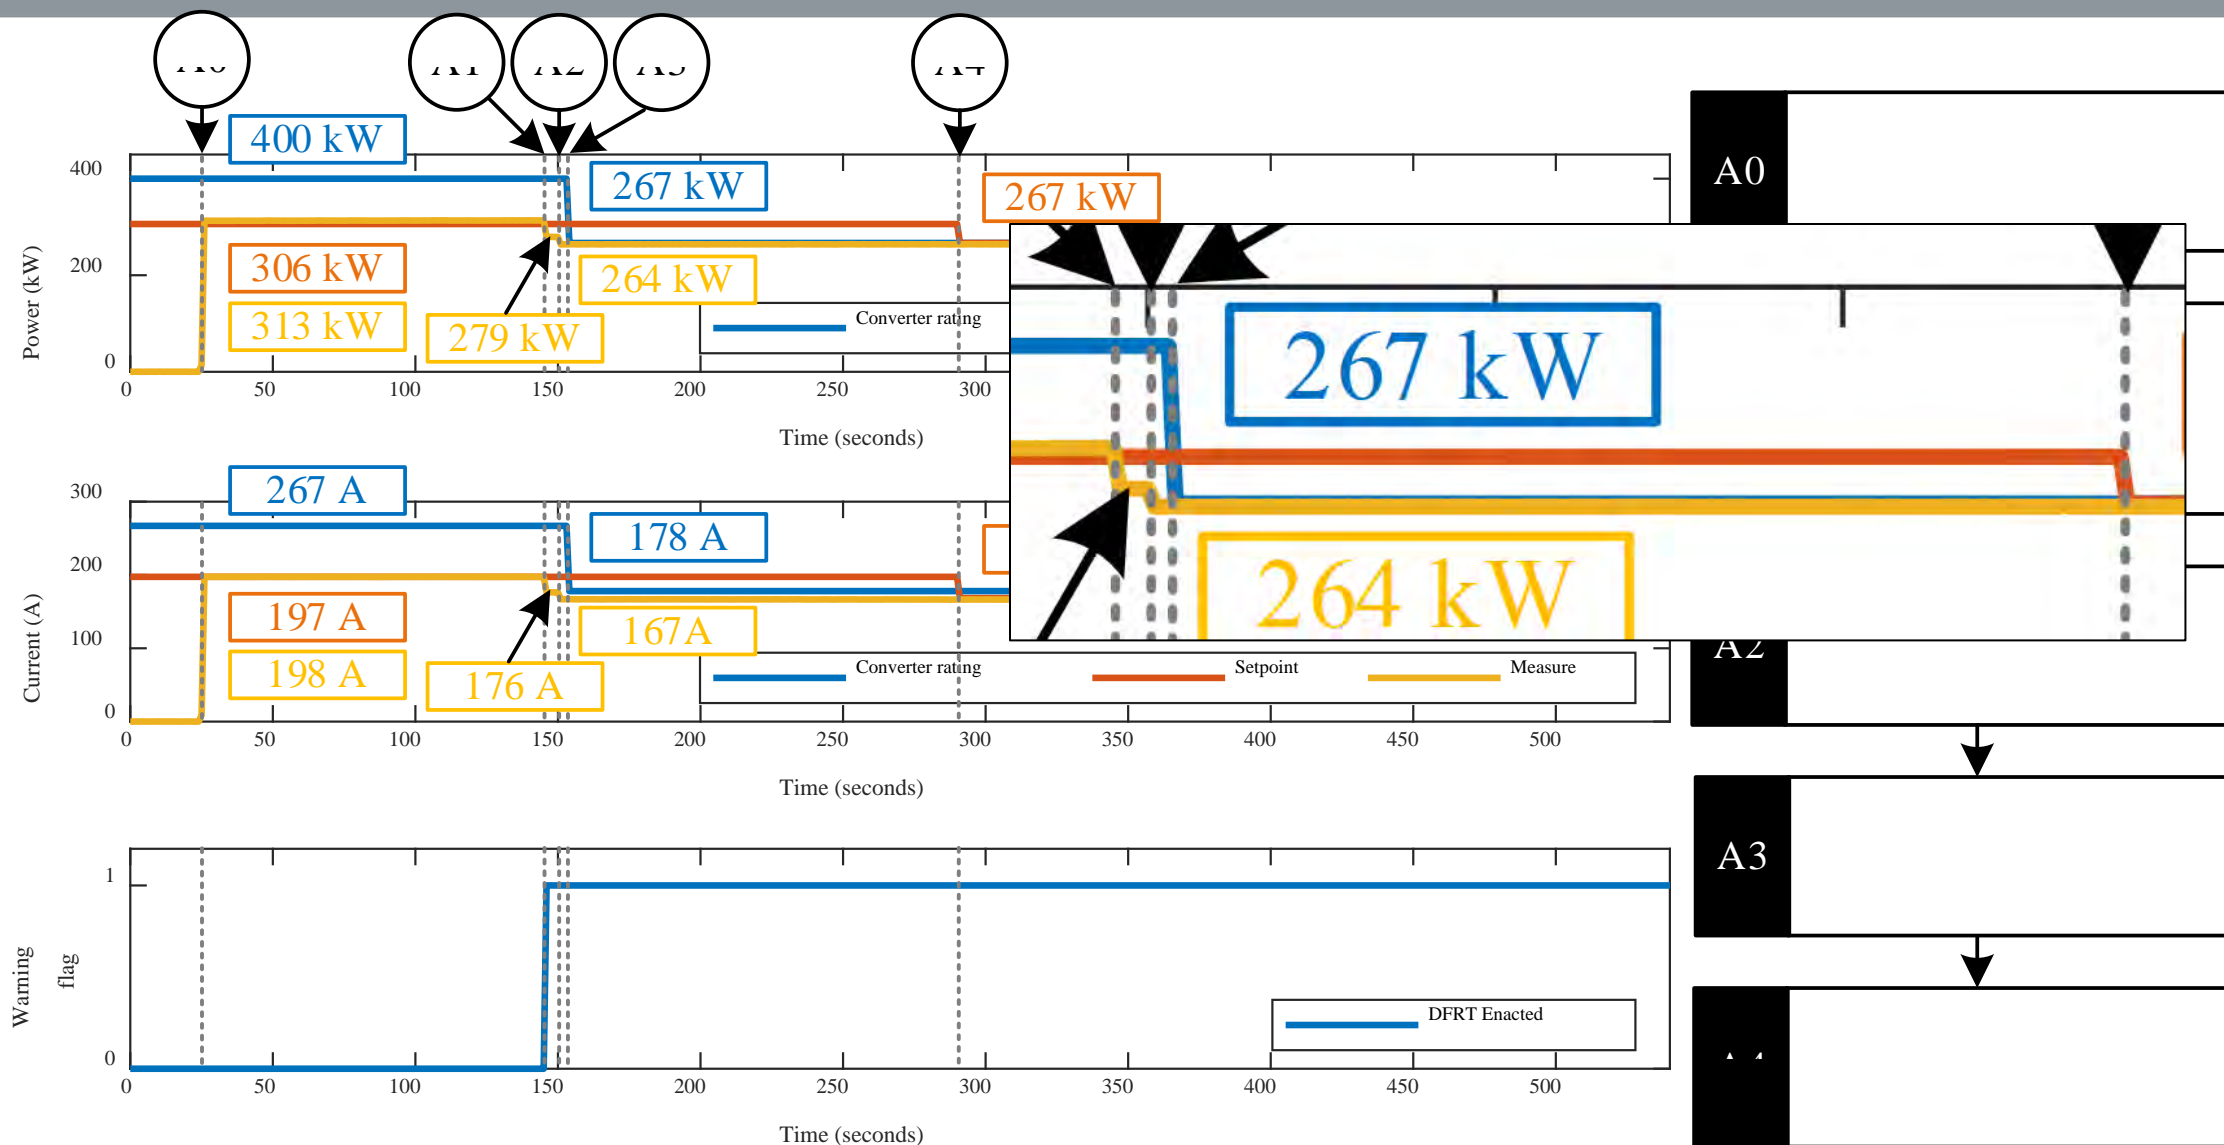 400 kW
267 kW
267 kW
306 kW
264 kW
313 kW
279 kW
Power (kW)
400
200
0
Converter rating
0 50 100 150 200 250 300
Time (seconds)
267 kW
264 kW
267 A
178 A
197 A
167A
198 A
176 A
Current (A)
300
200
100
0
Converter rating Setpoint Measure
0 50 100 150 200 250 300 350 400 450 500
Time (seconds)
Warning
flag
1
0
DFRT Enacted
0 50 100 150 200 250 300 350 400 450 500
Time (seconds)
A0
A2
A3